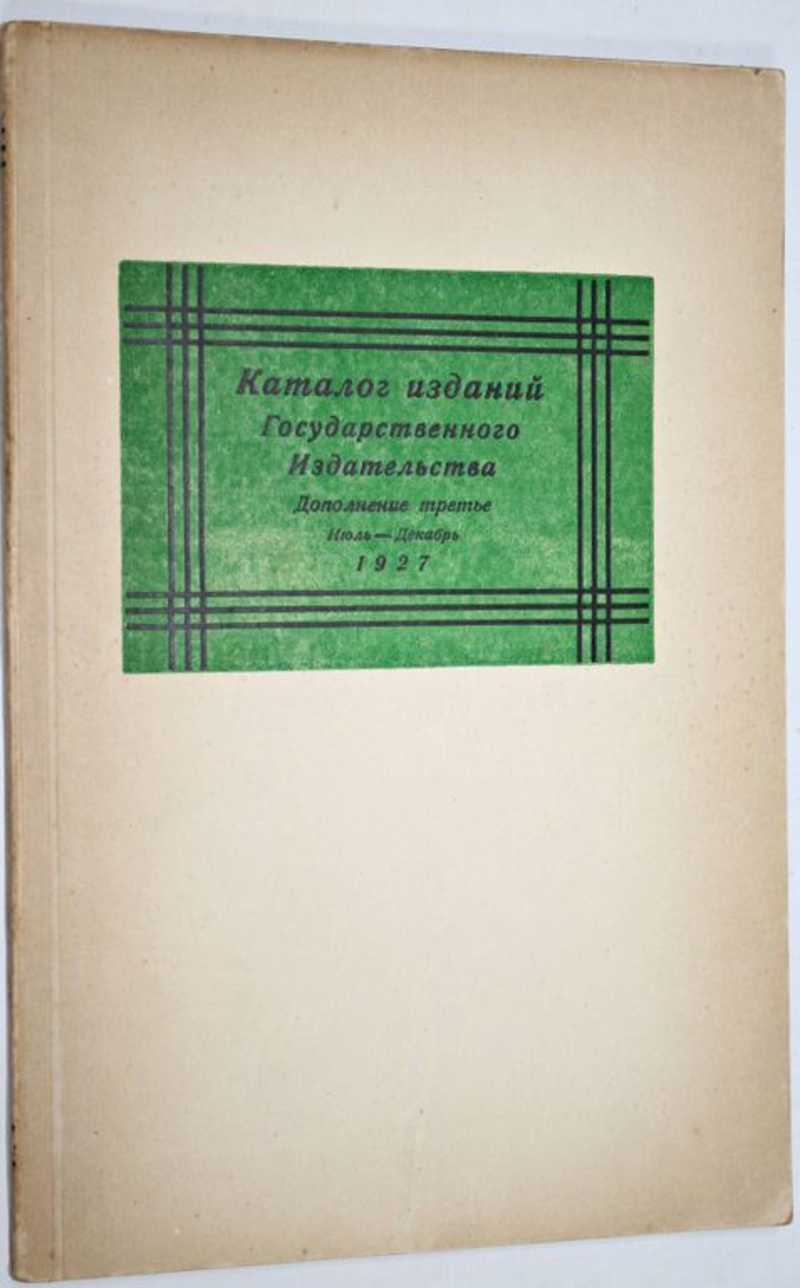 Каталог изданий
Государственного
Издательства
Дополнение третье
Июль — Декабрь
1927